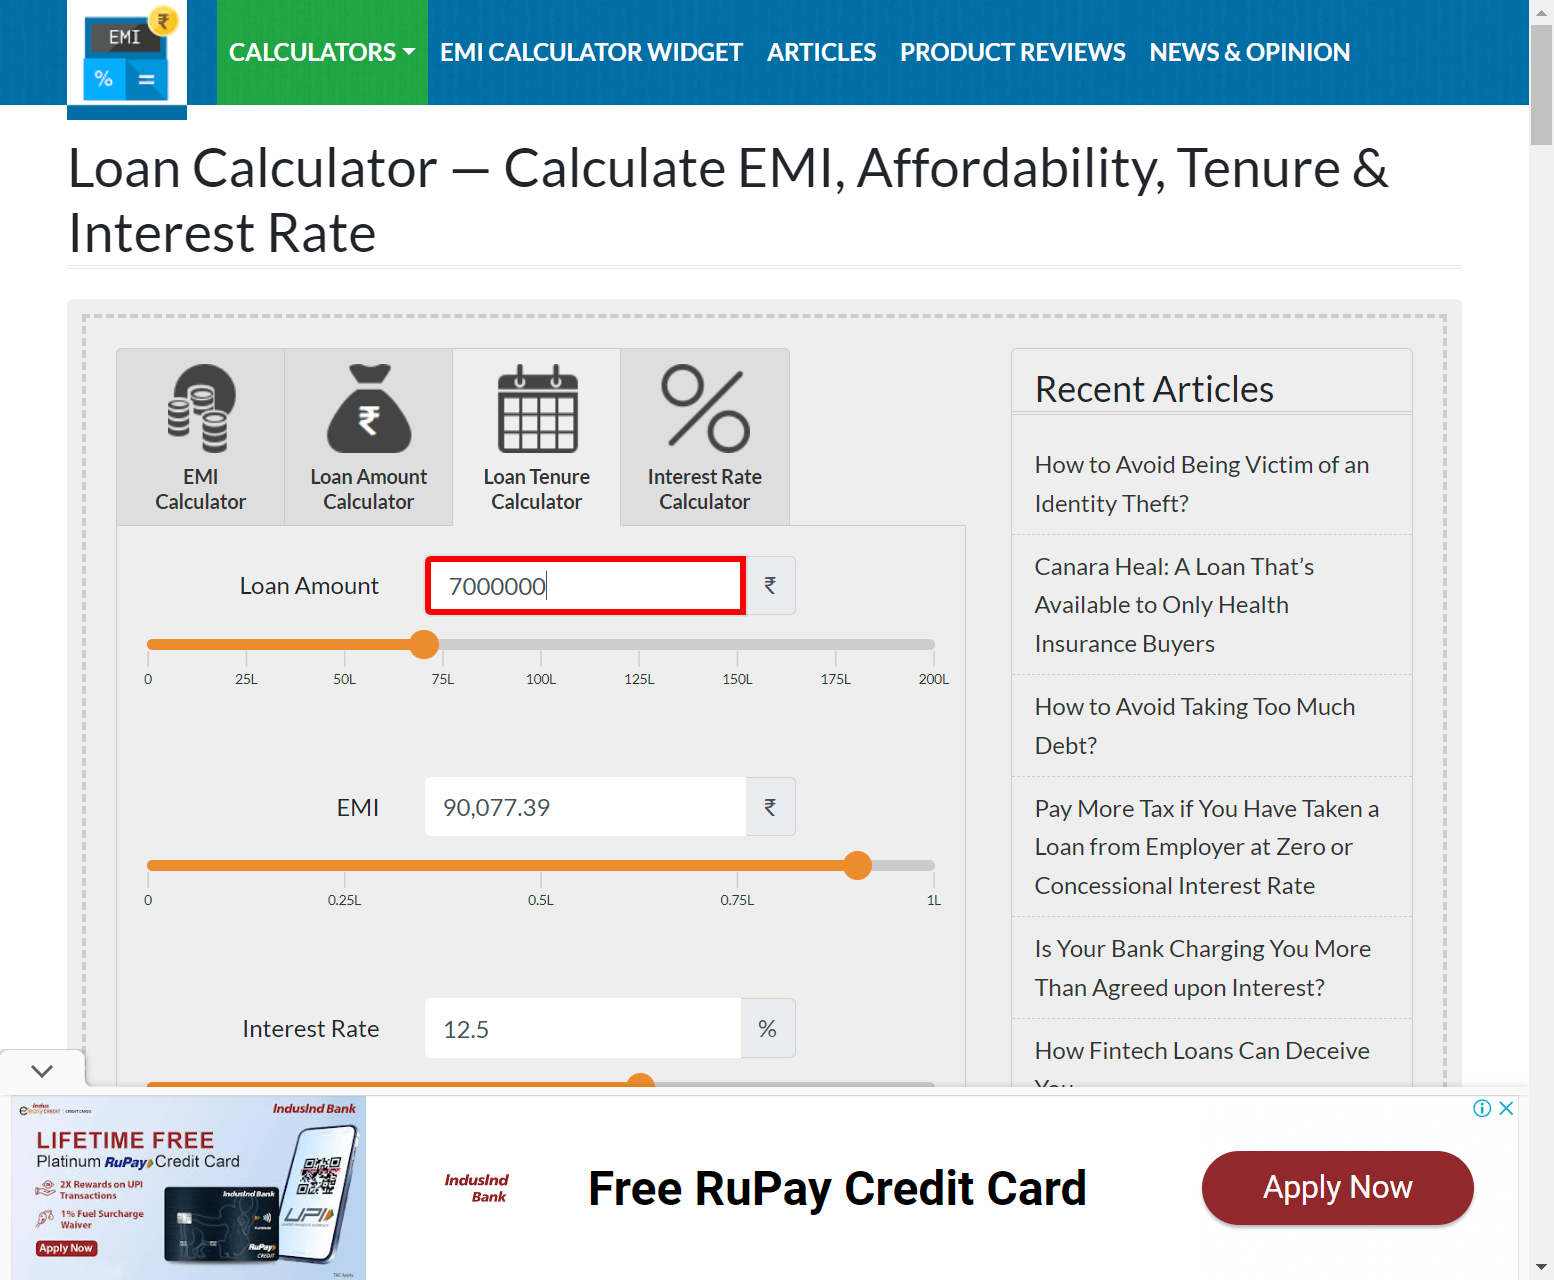 EMI
₹
%
=
CALCULATORS
EMI CALCULATOR WIDGET
ARTICLES
PRODUCT REVIEWS
NEWS & OPINION
Loan Calculator — Calculate EMI, Affordability, Tenure &
Interest Rate
EMI
Calculator
₹
Loan Amount
Calculator
Loan Tenure
Calculator
Interest Rate
Calculator
Loan Amount
7000000
₹
0 25L 50L 75L 100L 125L 150L 175L 200L
EMI
90,077.39
₹
0 0.25L 0.5L 0.75L 1L
Interest Rate
12.5
%
Recent Articles
How to Avoid Being Victim of an
Identity Theft?
Canara Heal: A Loan That’s
Available to Only Health
Insurance Buyers
How to Avoid Taking Too Much
Debt?
Pay More Tax if You Have Taken a
Loan from Employer at Zero or
Concessional Interest Rate
Is Your Bank Charging You More
Than Agreed upon Interest?
How Fintech Loans Can Deceive
You
IndusInd Bank
LIFETIME FREE
Platinum RuPay Credit Card
2X Rewards on UPI
Transactions
1% Fuel Surcharge
Waiver
Apply Now
IndusInd Bank
UPI
RuPay
CREDIT
IndusInd
Bank
Free RuPay Credit Card
Apply Now